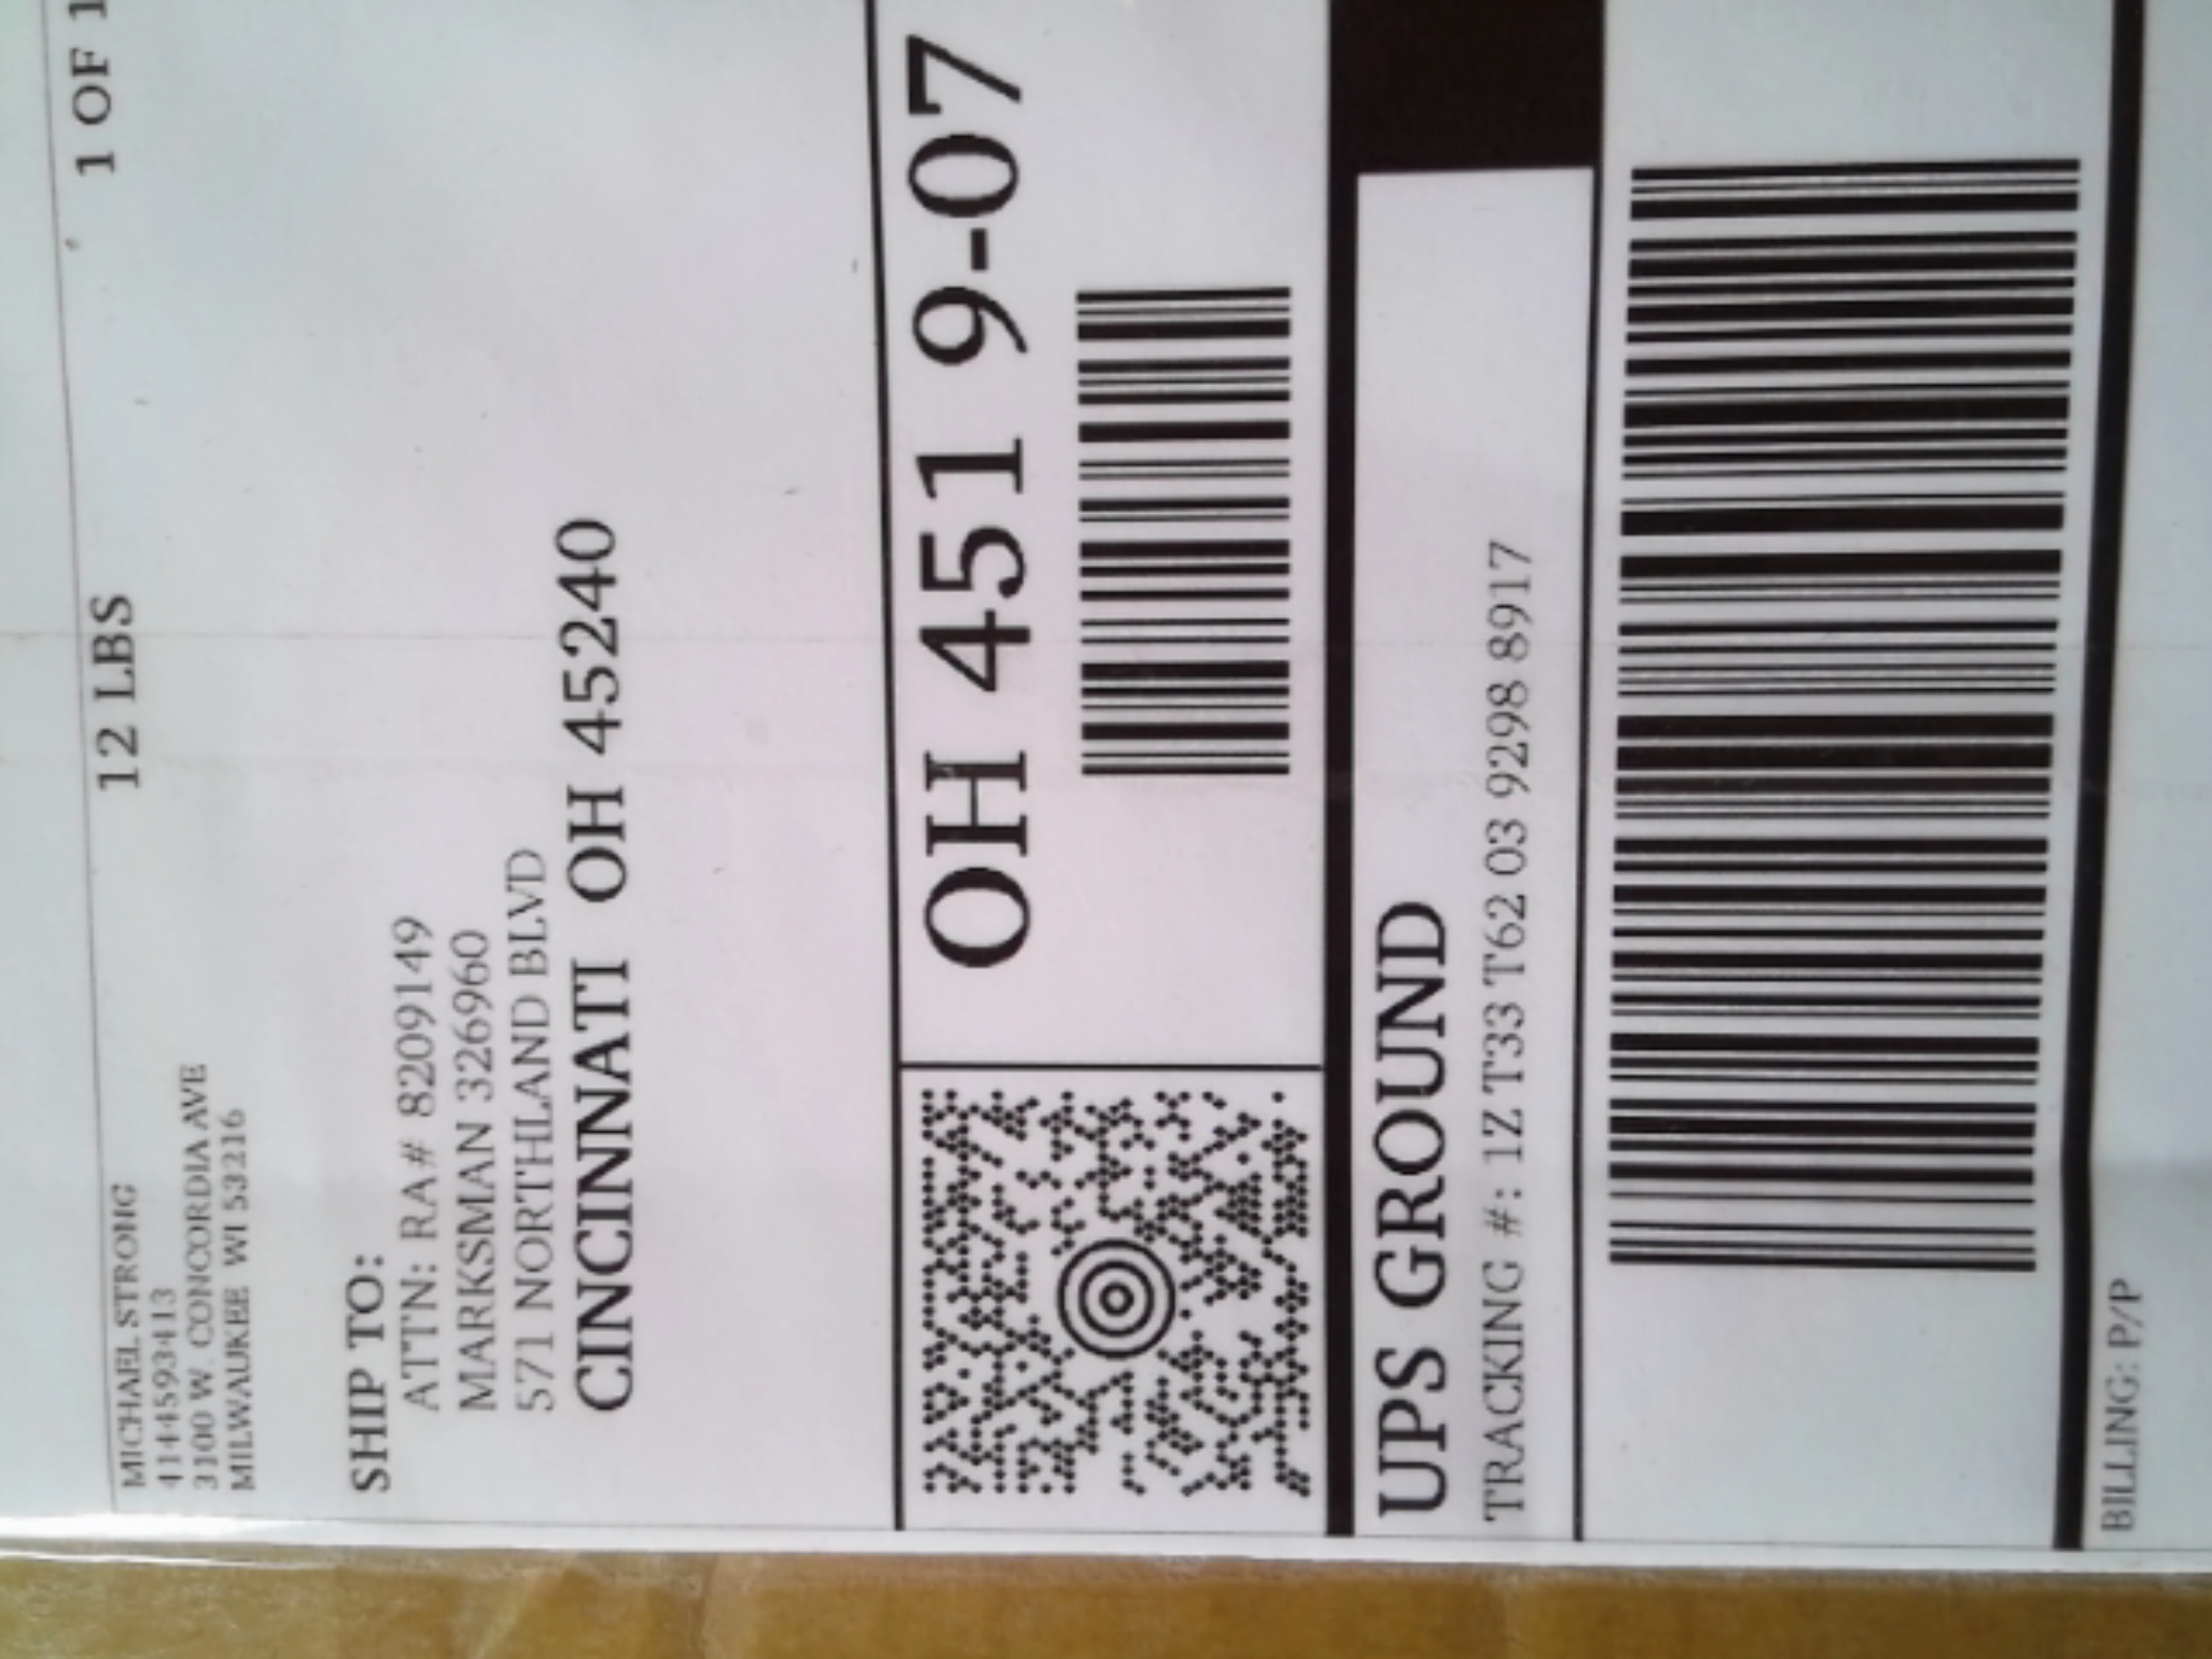 MICHAEL STRONG
4144593413
3100 W. CONCORDIA AVE
MILWAUKEE WI 53216
12 LBS
1 OF 1
SHIP TO:
ATTN: RA# 8209149
MARKSMAN 326960
571 NORTHLAND BLVD
CINCINNATI OH 45240
OH 451 9-07
UPS GROUND
TRACKING #: 1Z T33 T62 03 9298 8917
BILLING: P/P